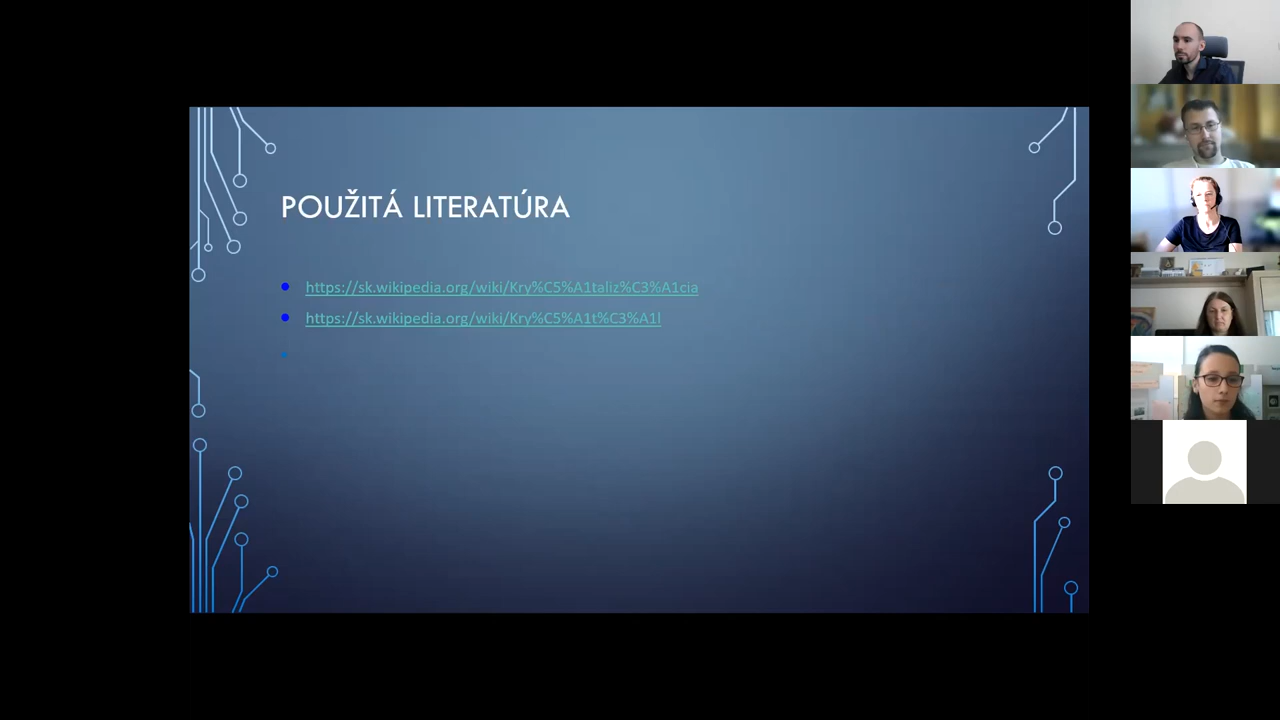 POUŽITÁ LITERATÚRA
https://sk.wikipedia.org/wiki/Kry%C5%A1taliz%C3%A1cia
https://sk.wikipedia.org/wiki/Kry%C5%A1t%C3%A1l